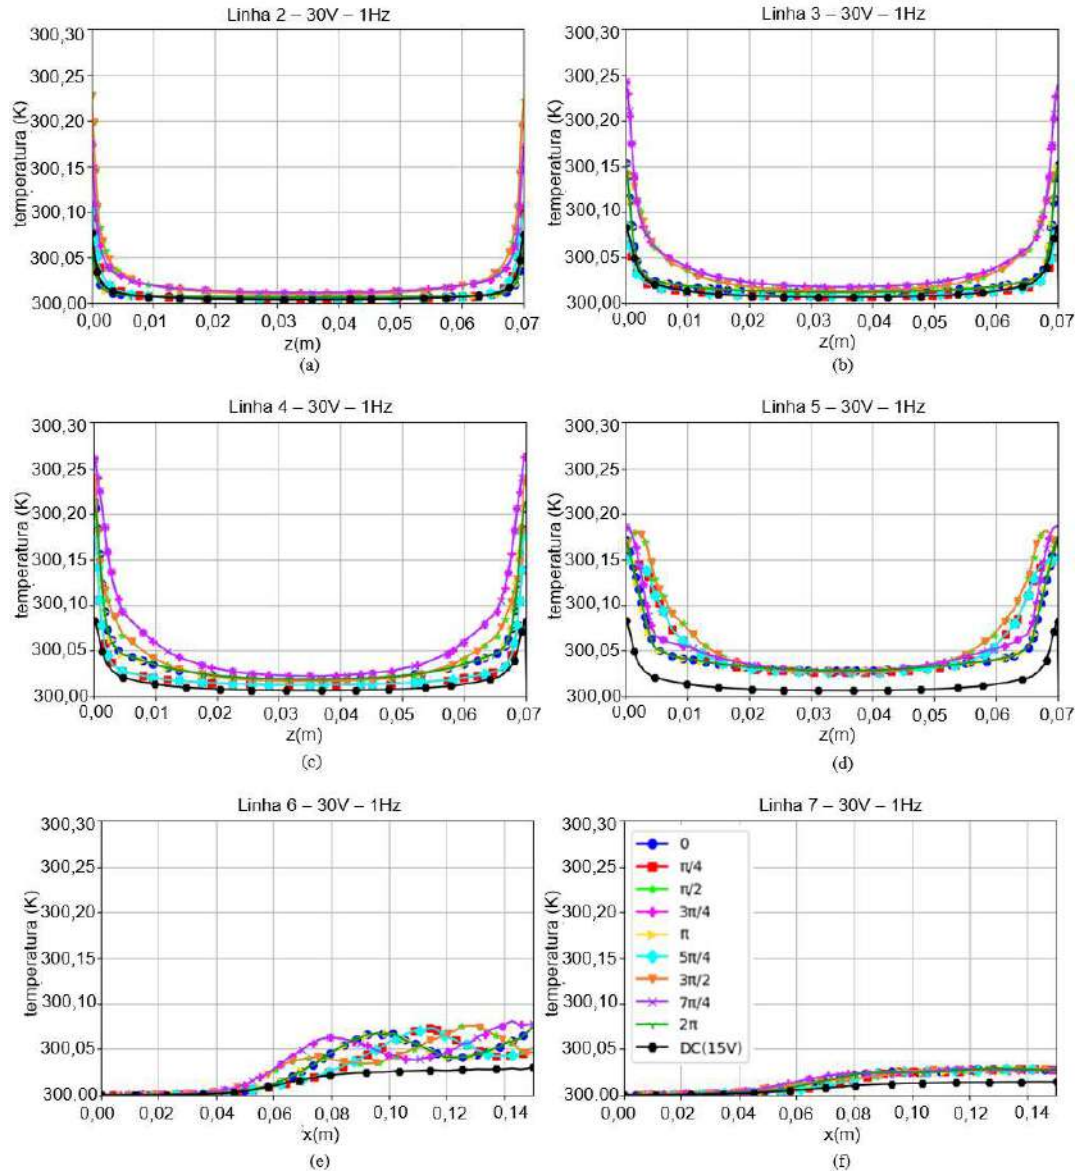 Linha 2 – 30V – 1Hz
Linha 3 – 30V – 1Hz
300,30
300,25
300,20
300,15
300,10
300,05
300,00
temperatura (K)
0,00 0,01 0,02 0,03 0,04 0,05 0,06 0,07
z(m)
(a)
300,30
300,25
300,20
300,15
300,10
300,05
300,00
temperatura (K)
0,00 0,01 0,02 0,03 0,04 0,05 0,06 0,07
z(m)
(b)
Linha 4 – 30V – 1Hz
Linha 5 – 30V – 1Hz
300,30
300,25
300,20
300,15
300,10
300,05
300,00
temperatura (K)
0,00 0,01 0,02 0,03 0,04 0,05 0,06 0,07
z(m)
(c)
300,30
300,25
300,20
300,15
300,10
300,05
300,00
temperatura (K)
0,00 0,01 0,02 0,03 0,04 0,05 0,06 0,07
z(m)
(d)
Linha 6 – 30V – 1Hz
Linha 7 – 30V – 1Hz
300,30
300,25
300,20
300,15
300,10
300,05
300,00
temperatura (K)
0,00 0,02 0,04 0,06 0,08 0,10 0,12 0,14
x(m)
(e)
300,30
300,25
300,20
300,15
300,10
300,05
300,00
temperatura (K)
0
π/4
π/2
3π/4
π
5π/4
3π/2
7π/4
2π
DC(15V)
0,00 0,02 0,04 0,06 0,08 0,10 0,12 0,14
x(m)
(f)